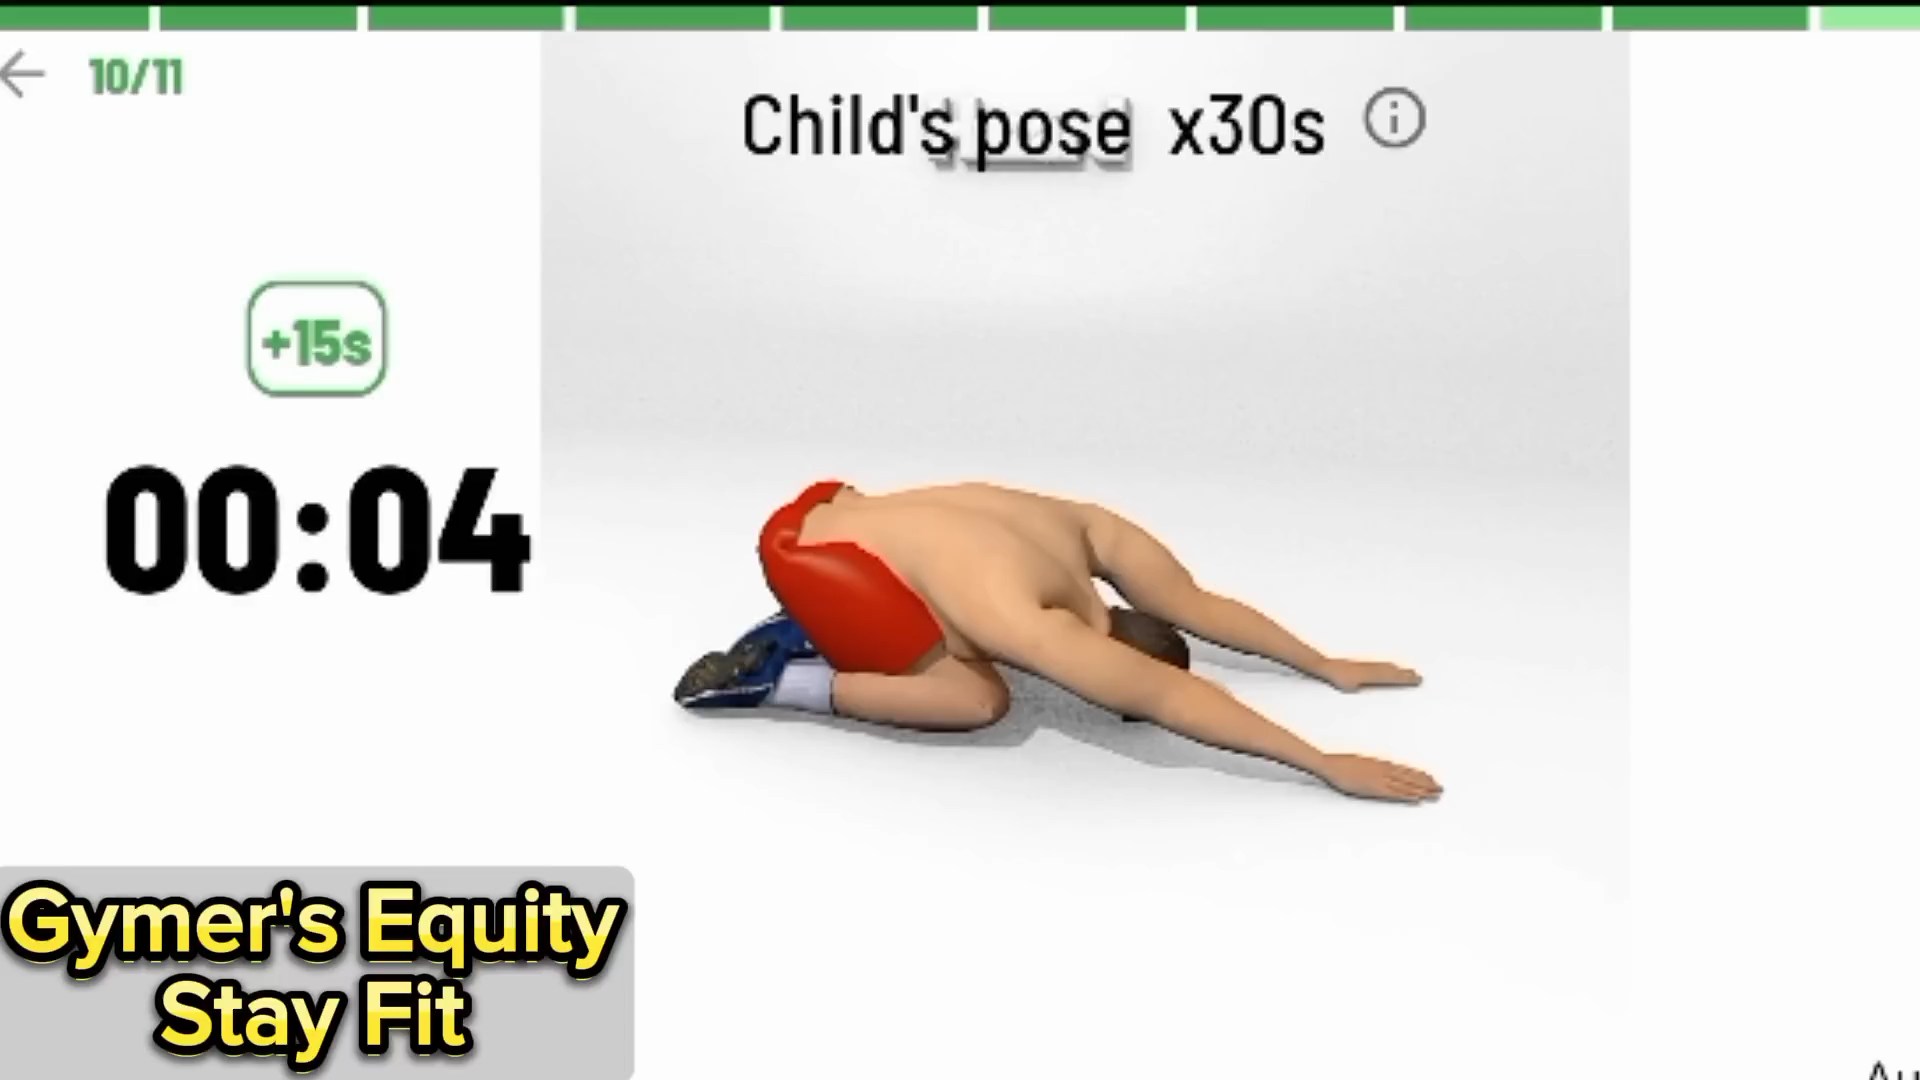 10/11
Child's pose x30s
+15s
00:04
Gymer's Equity
Stay Fit